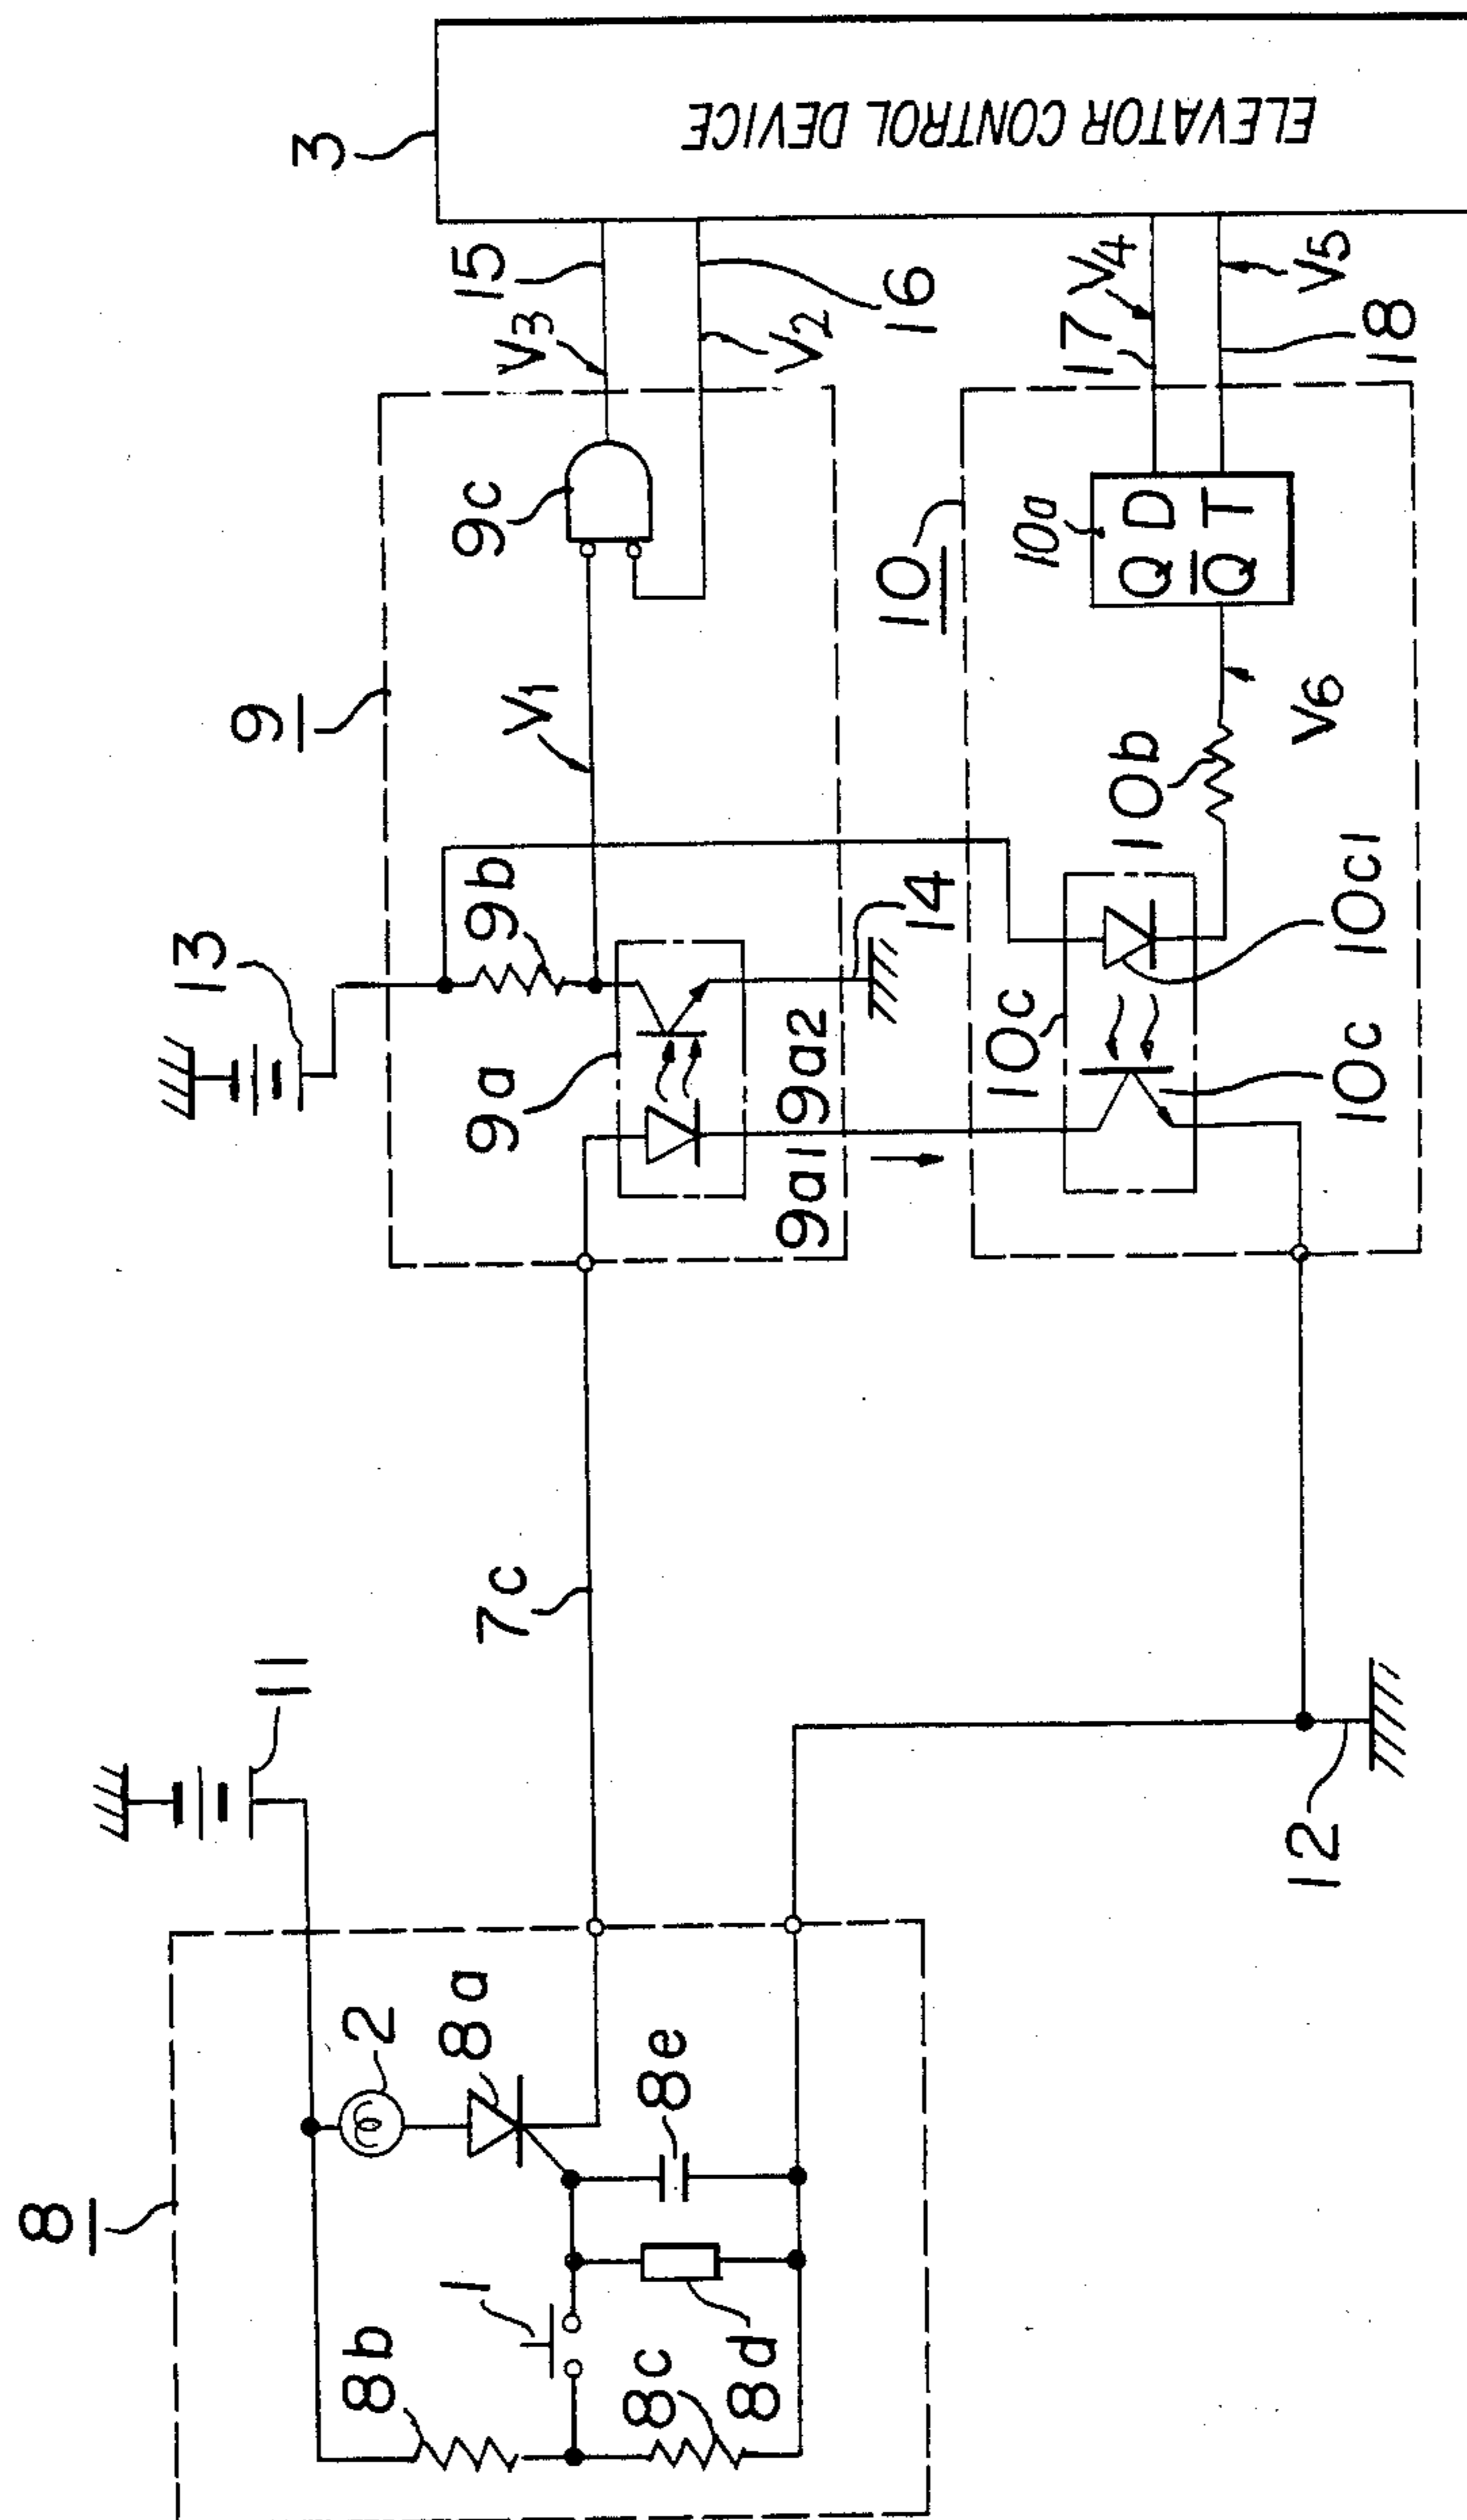 8
2
8a
8b
1
8e
8c
8d
11
7c
12
13
9
9b
9a
9a1
9a2
14
V1
9c
V3
15
V2
16
3
ELEVATOR CONTROL DEVICE
10
10c
10c1
10c
10b
V6
10a
Q D
Q̅ T
17
V4
V5
18